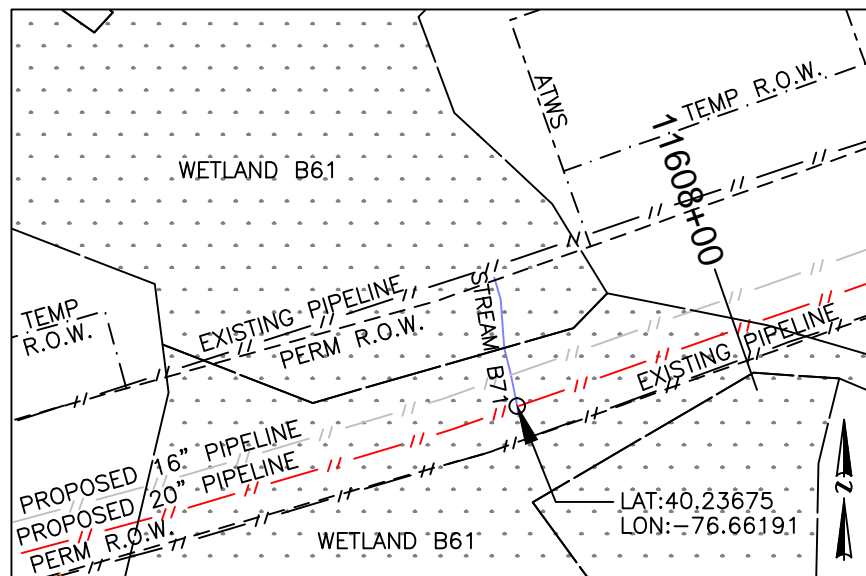 ATWS
TEMP R.O.W.
WETLAND B61
11608+00
TEMP
R.O.W.
EXISTING PIPELINE
PERM R.O.W.
STREAM B71
EXISTING PIPELINE
PROPOSED 16” PIPELINE
PROPOSED 20” PIPELINE
PERM R.O.W.
WETLAND B61
LAT:40.23675
LON:-76.66191
N